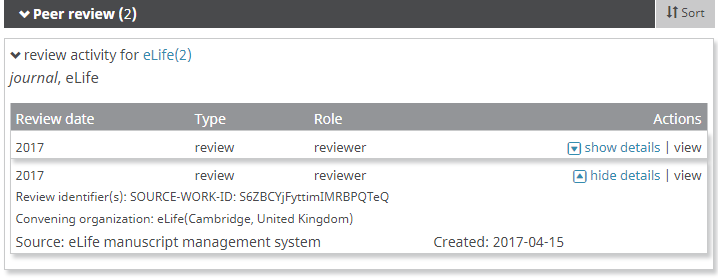 Peer review (2)
Sort
review activity for eLife(2)
journal, eLife
Review date Type Role Actions
2017 review reviewer show details | view
2017 review reviewer hide details | view
Review identifier(s): SOURCE-WORK-ID: S6ZBCYjFyttimIMRBPQTeQ
Convening organization: eLife(Cambridge, United Kingdom)
Source: eLife manuscript management system Created: 2017-04-15